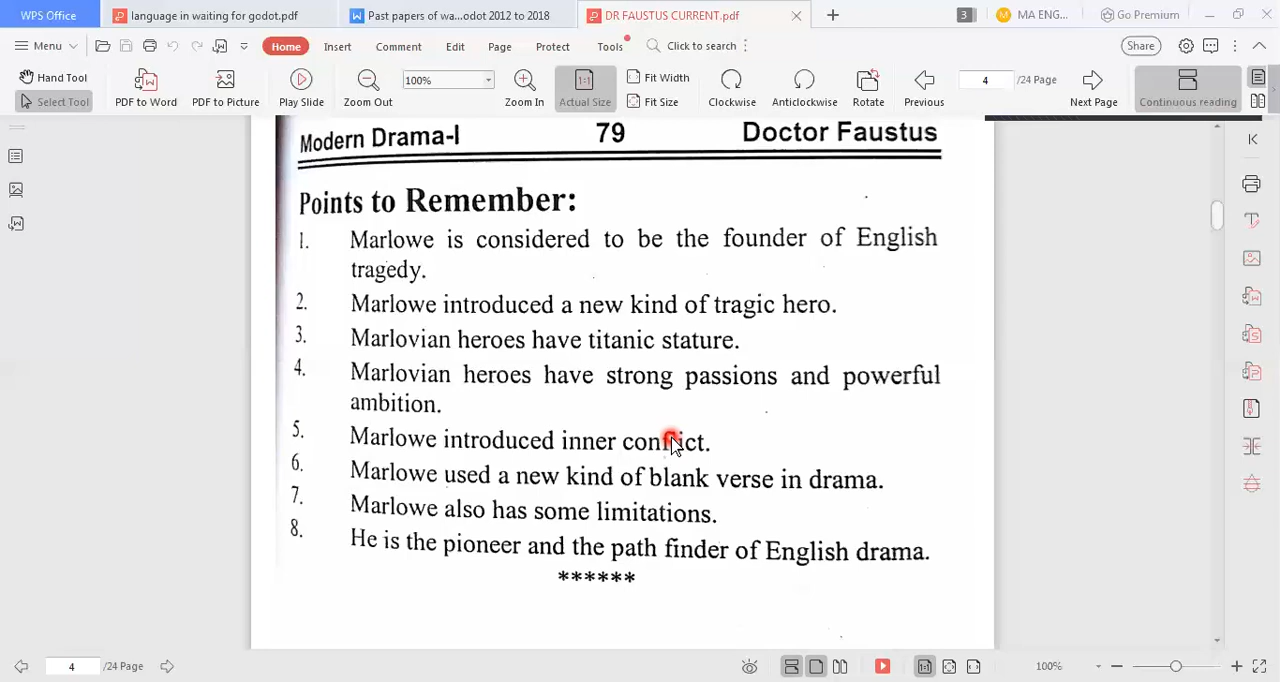 WPS Office language in waiting for godot.pdf Past papers of wa...odot 2012 to 2018 DR FAUSTUS CURRENT.pdf 3 M MA ENG... Go Premium
Menu Home Insert Comment Edit Page Protect Tools Click to search Share
Hand Tool 100% Fit Width 4 /24 Page
Select Tool PDF to Word PDF to Picture Play Slide Zoom Out Zoom In Actual Size Fit Size Clockwise Anticlockwise Rotate Previous Next Page Continuous reading
Modern Drama-I 79 Doctor Faustus
Points to Remember:
1. Marlowe is considered to be the founder of English
tragedy.
2. Marlowe introduced a new kind of tragic hero.
3. Marlovian heroes have titanic stature.
4. Marlovian heroes have strong passions and powerful
ambition.
5. Marlowe introduced inner conflict.
6. Marlowe used a new kind of blank verse in drama.
7. Marlowe also has some limitations.
8. He is the pioneer and the path finder of English drama.
******
4 /24 Page 1:1 100%